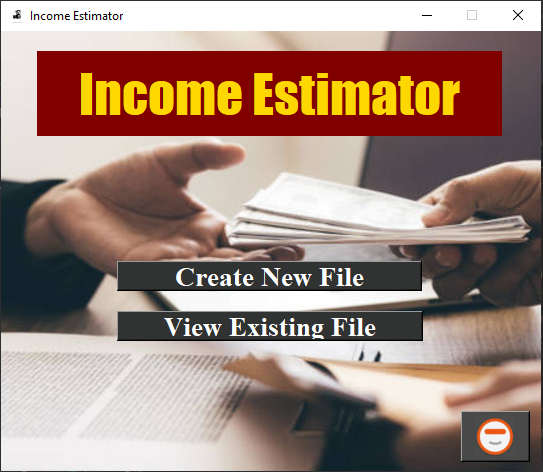 Income Estimator
Income Estimator
Create New File
View Existing File